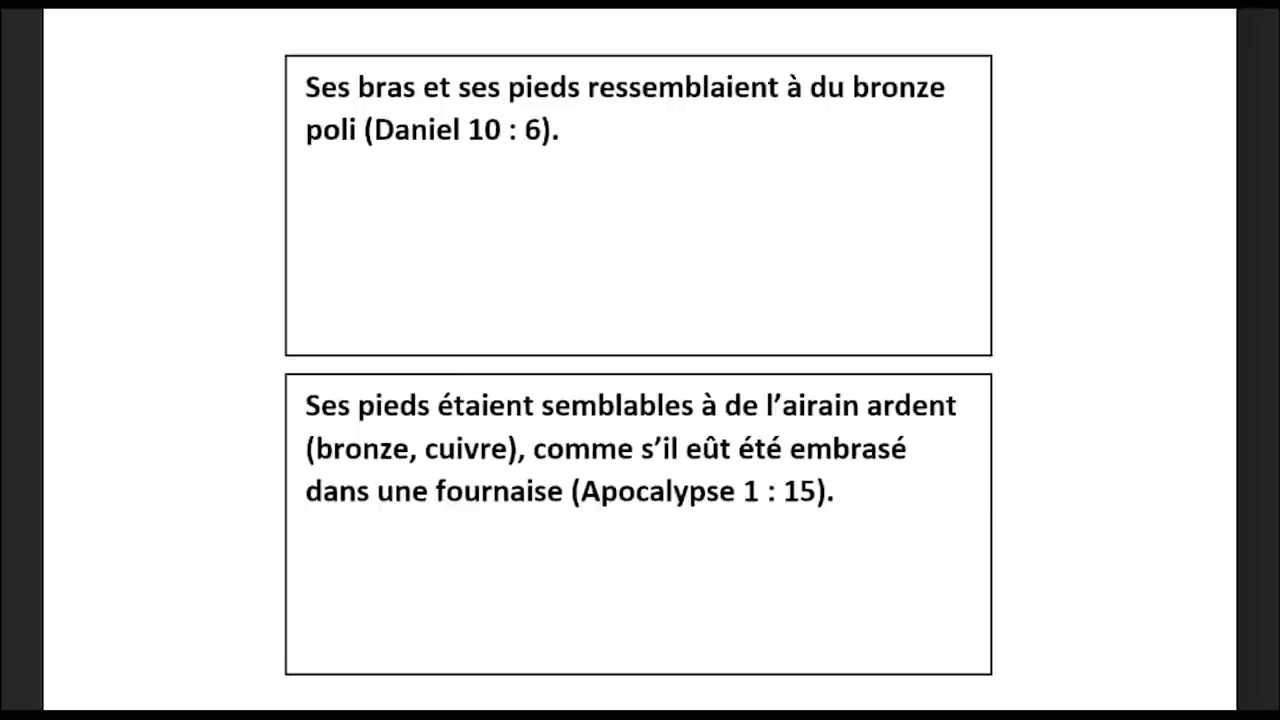 Ses bras et ses pieds ressemblaient à du bronze
poli (Daniel 10 : 6).
Ses pieds étaient semblables à de l’airain ardent
(bronze, cuivre), comme s’il eût été embrasé
dans une fournaise (Apocalypse 1 : 15).